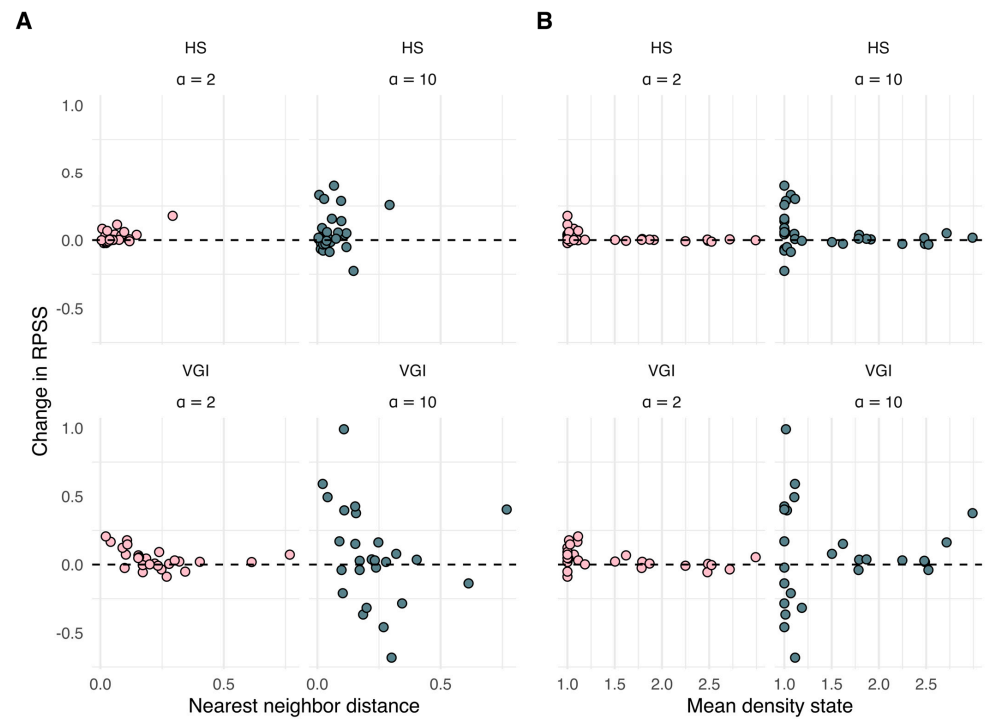 A
B
HS
HS
HS
HS
α = 2
α = 10
α = 2
α = 10
1.0
0.5
0.0
-0.5
Change in RPSS
VGI
VGI
VGI
VGI
α = 2
α = 10
α = 2
α = 10
1.0
0.5
0.0
-0.5
0.0
0.5
0.0
0.5
1.0
1.5
2.0
2.5
1.0
1.5
2.0
2.5
Nearest neighbor distance
Mean density state